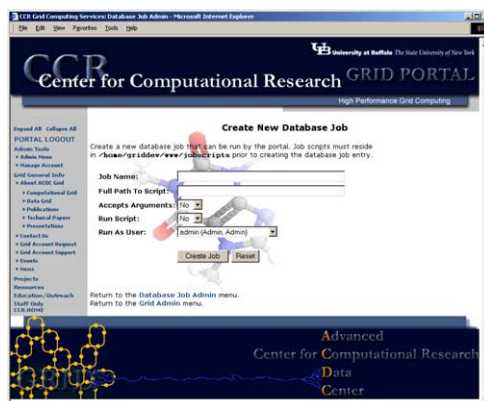 CCR Grid Computing Services: Database Job Admin - Microsoft Internet Explorer
File Edit View Favorites Tools Help
University at Buffalo The State University of New York
CCR
Center for Computational Research
GRID PORTAL
High Performance Grid Computing
Expand All Collapse All
PORTAL LOGOUT
Admin Tools
» Admin Menu
» Manage Account
Grid General Info
» About ACDC Grid
» Computational Grid
» Data Grid
» Publications
» Technical Papers
» Presentations
» Contact Us
» Grid Account Request
» Grid Account Support
» Events
» News
Projects
Resources
Education/Outreach
Staff Only
CCR HOME
Create New Database Job
Create a new database job that can be run by the portal. Job scripts must reside
in /home/griddev/www/jobscripts prior to creating the database job entry.
Job Name:
Full Path To Script:
Accepts Arguments: No
Run Script: No
Run As User: admin (Admin, Admin)
Create Job Reset
Return to the Database Job Admin menu.
Return to the Grid Admin menu.
GRID
Advanced
Center for Computational Research
Data
Center